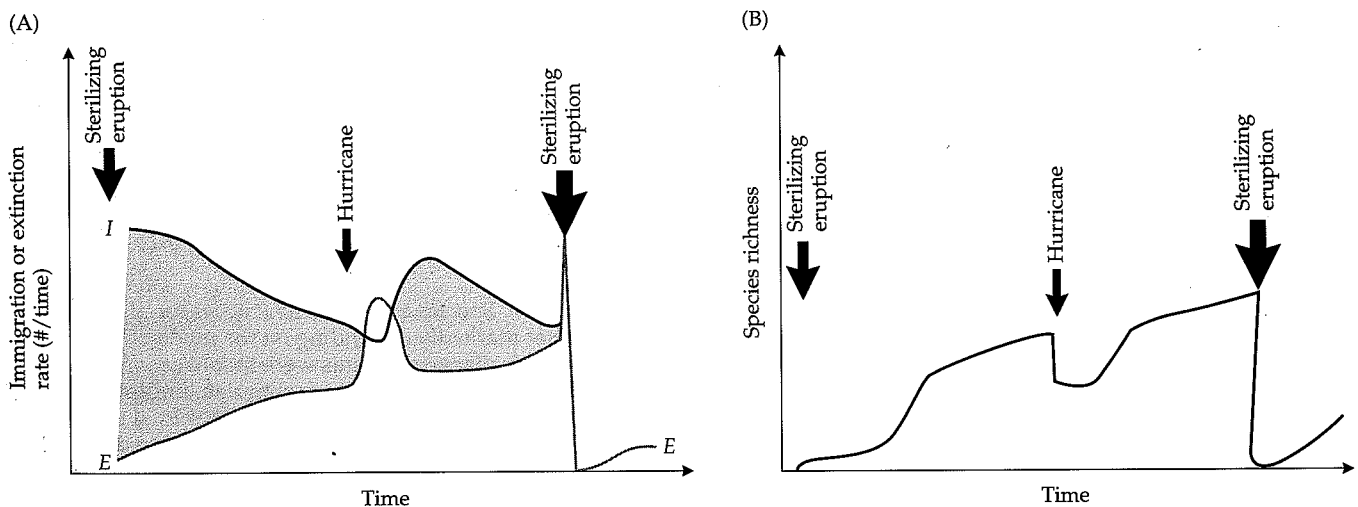 (A)
Sterilizing
eruption
Hurricane
Sterilizing
eruption
Immigration or extinction
rate (#/time)
I
E
E
Time
(B)
Sterilizing
eruption
Hurricane
Sterilizing
eruption
Species richness
Time